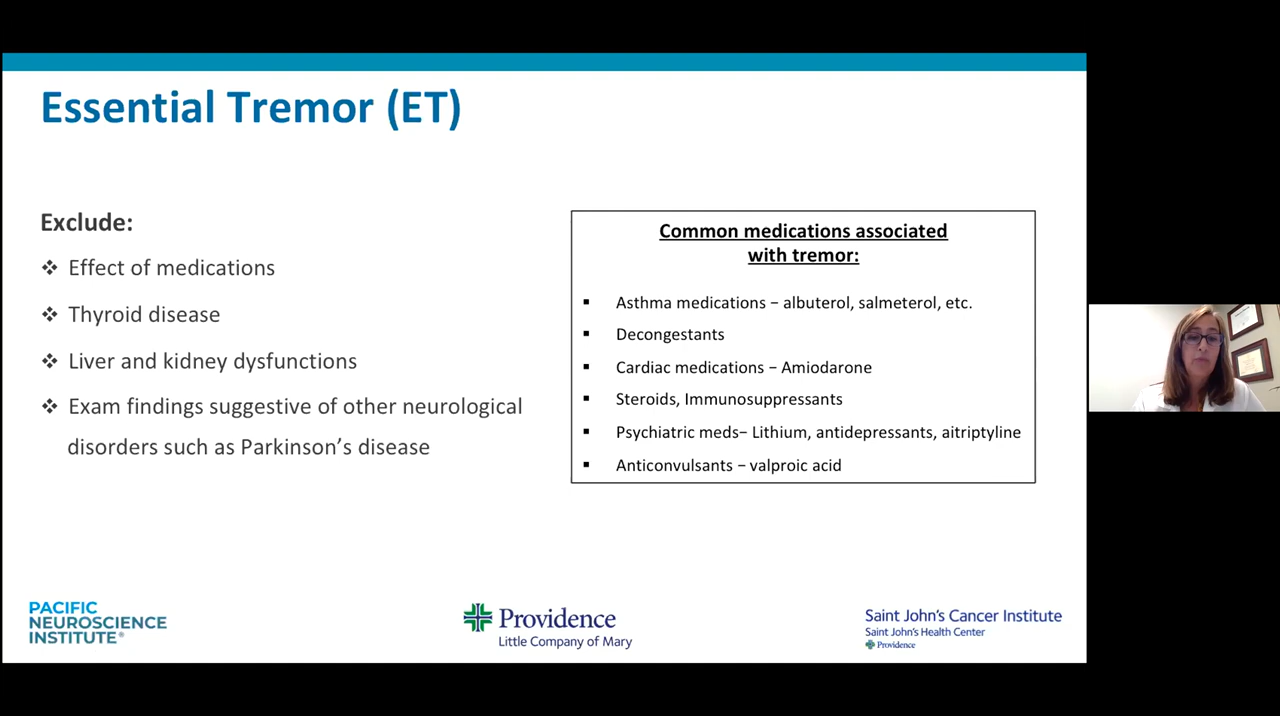 Essential Tremor (ET)
Exclude:
❖ Effect of medications
❖ Thyroid disease
❖ Liver and kidney dysfunctions
❖ Exam findings suggestive of other neurological
disorders such as Parkinson’s disease
Common medications associated
with tremor:
▪ Asthma medications – albuterol, salmeterol, etc.
▪ Decongestants
▪ Cardiac medications – Amiodarone
▪ Steroids, Immunosuppressants
▪ Psychiatric meds– Lithium, antidepressants, aitriptyline
▪ Anticonvulsants – valproic acid
PACIFIC
NEUROSCIENCE
INSTITUTE®
Providence
Little Company of Mary
Saint John’s Cancer Institute
Saint John’s Health Center
Providence